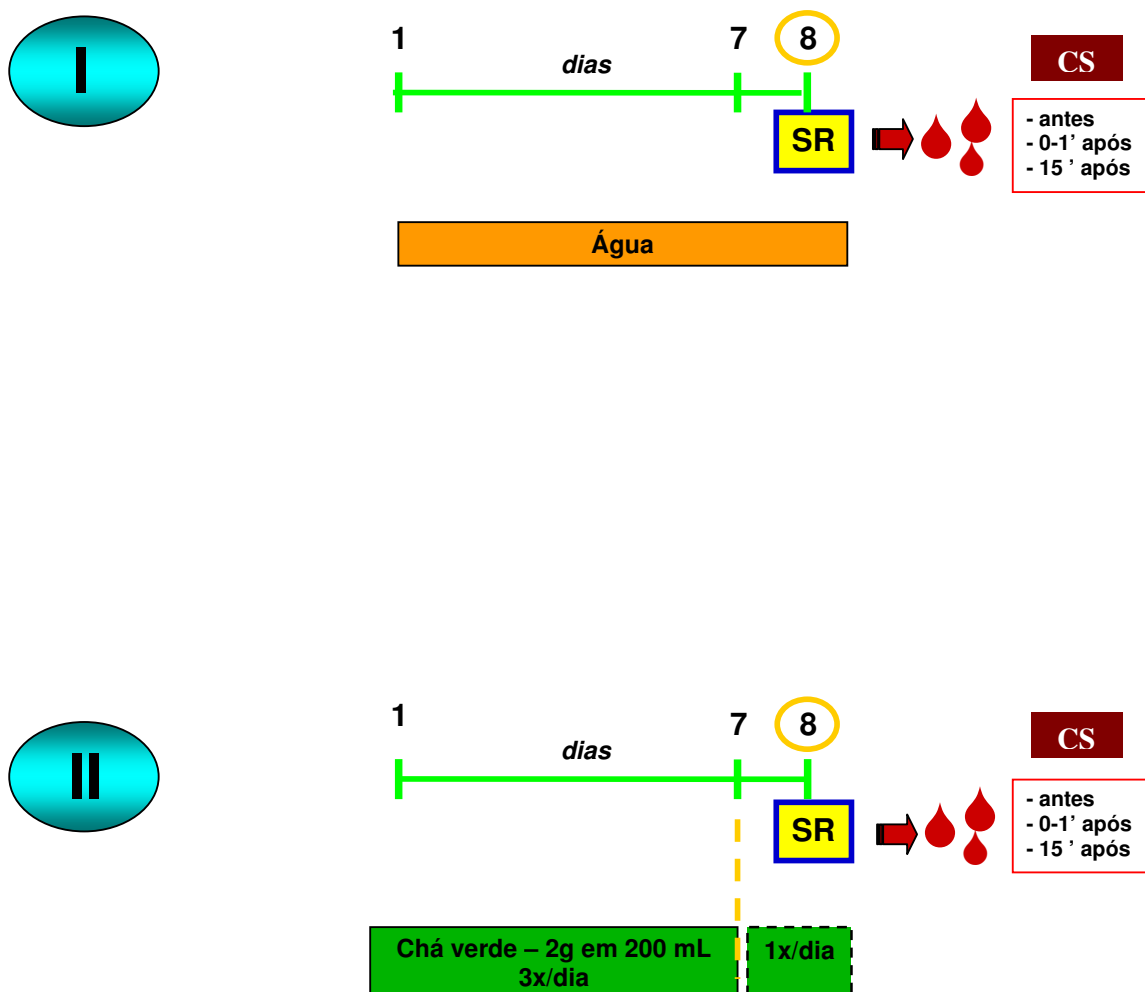 I
1
7
8
dias
SR
CS
- antes
- 0-1’ após
- 15 ’ após
Água
II
1
7
8
dias
SR
CS
- antes
- 0-1’ após
- 15 ’ após
Chá verde – 2g em 200 mL
3x/dia
1x/dia